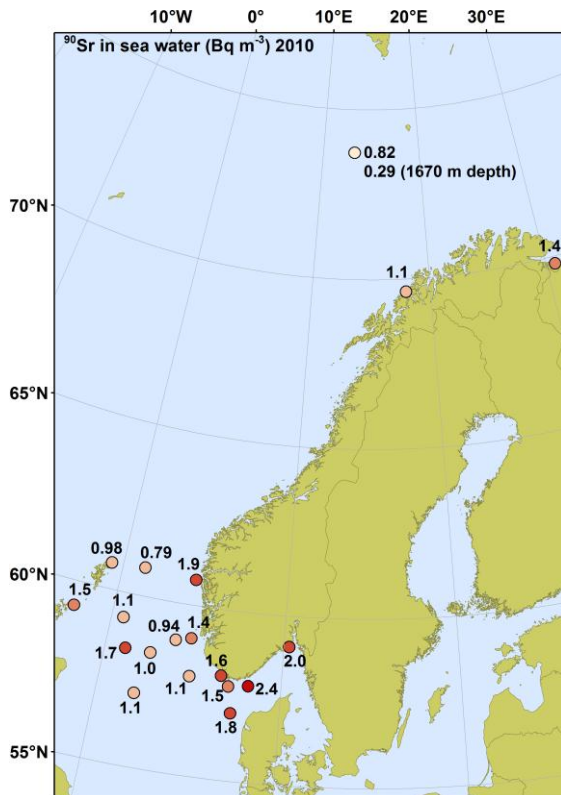 10°W 0° 10°E 20°E 30°E
⁹⁰Sr in sea water (Bq m⁻³) 2010
0.82
0.29 (1670 m depth)
70°N
1.4
1.1
65°N
0.98 0.79 1.9
60°N
1.5
1.1
0.94 1.4
1.7
1.0
1.6 2.0
1.1 1.5 2.4
1.1
1.8
55°N